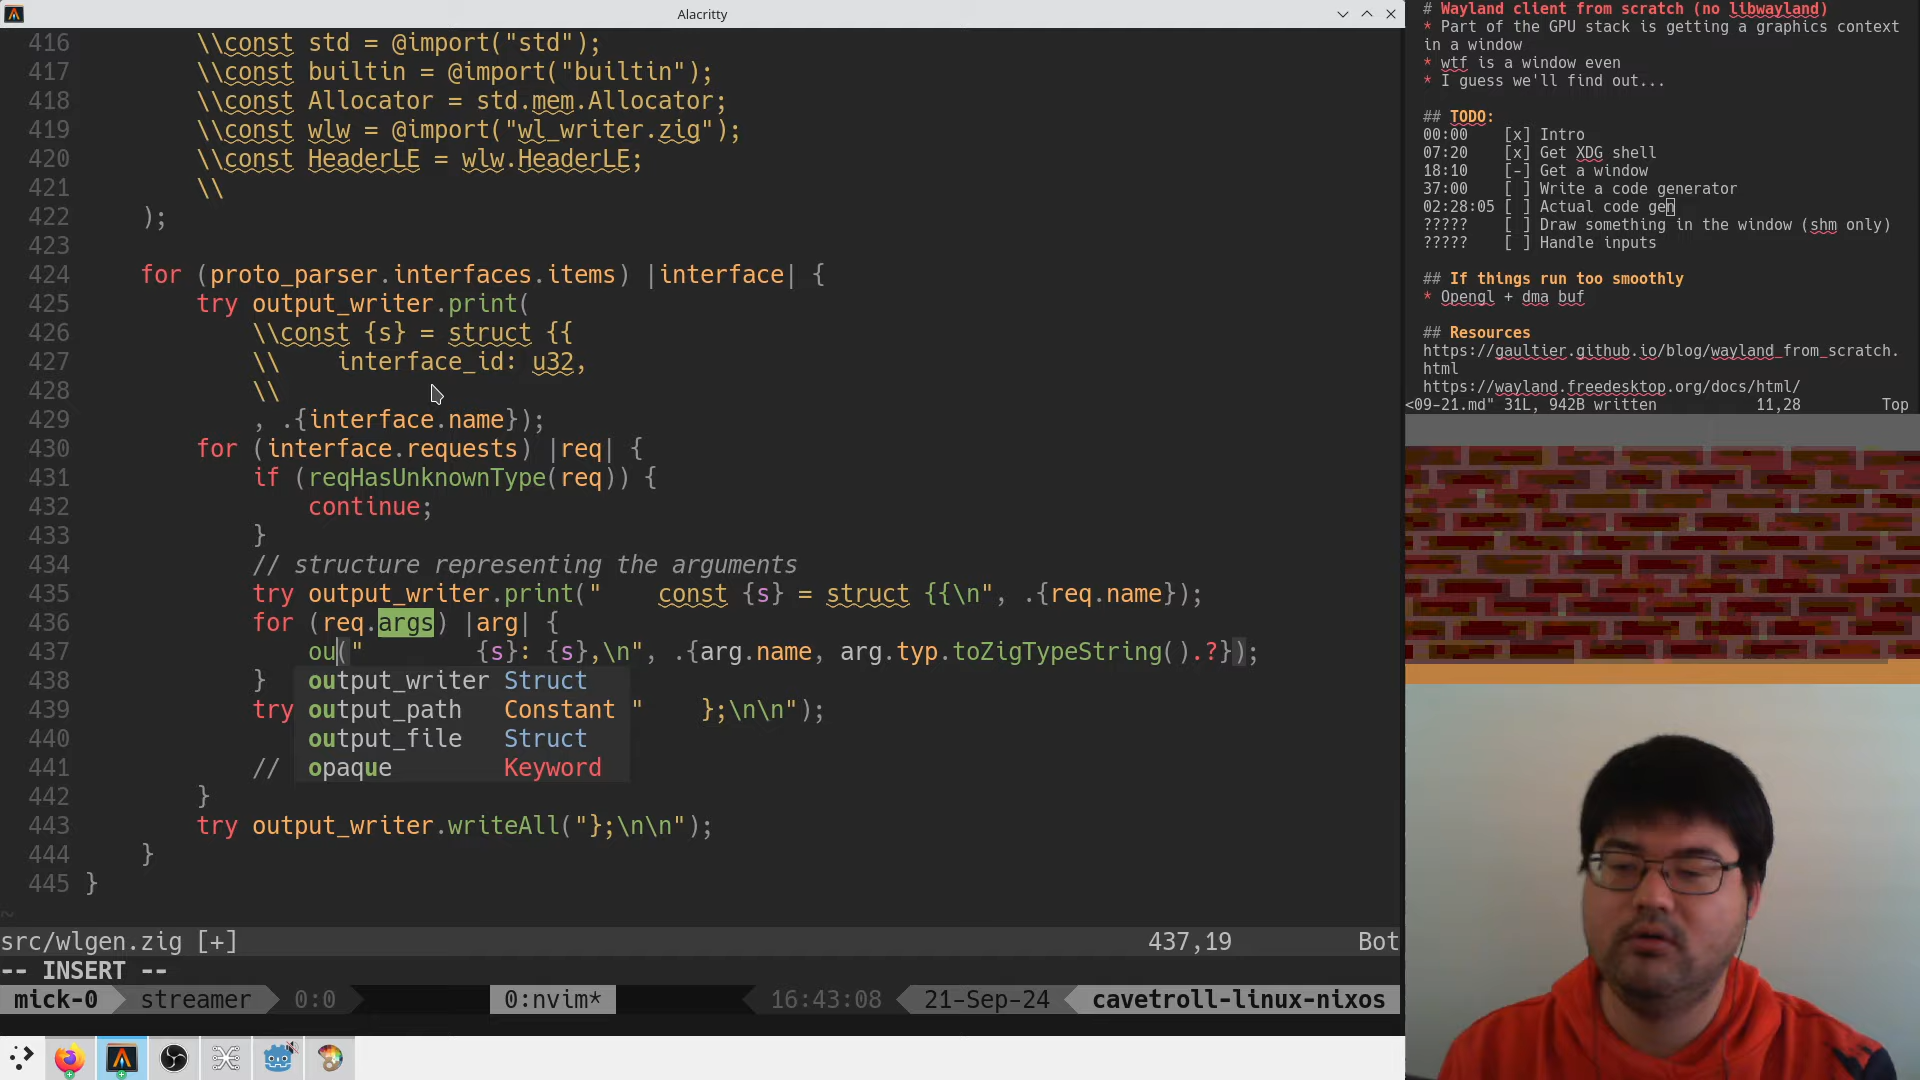 Alacritty
416 \\const std = @import("std");
417 \\const builtin = @import("builtin");
418 \\const Allocator = std.mem.Allocator;
419 \\const wlw = @import("wl_writer.zig");
420 \\const HeaderLE = wlw.HeaderLE;
421 \\
422 );
423
424 for (proto_parser.interfaces.items) |interface| {
425 try output_writer.print(
426 \\const {s} = struct {{
427 \\    interface_id: u32,
428 \\
429 , .{interface.name});
430 for (interface.requests) |req| {
431 if (reqHasUnknownType(req)) {
432 continue;
433 }
434 // structure representing the arguments
435 try output_writer.print("    const {s} = struct {{\n", .{req.name});
436 for (req.args) |arg| {
437 ou("        {s}: {s},\n", .{arg.name, arg.typ.toZigTypeString().?});
438 } output_writer Struct
439 try output_path Constant "    };\n\n");
440 output_file Struct
441 // opaque Keyword
442 }
443 try output_writer.writeAll("};\n\n");
444 }
445 }
~
src/wlgen.zig [+] 437,19 Bot
-- INSERT --
mick-0 streamer 0:0 0:nvim* 16:43:08 21-Sep-24 cavetroll-linux-nixos
# Wayland client from scratch (no libwayland)
* Part of the GPU stack is getting a graphics context
in a window
* wtf is a window even
* I guess we'll find out...
## TODO:
00:00 [x] Intro
07:20 [x] Get XDG shell
18:10 [-] Get a window
37:00 [ ] Write a code generator
02:28:05 [ ] Actual code gen
????? [ ] Draw something in the window (shm only)
????? [ ] Handle inputs
## If things run too smoothly
* Opengl + dma buf
## Resources
https://gaultier.github.io/blog/wayland_from_scratch.
html
https://wayland.freedesktop.org/docs/html/
<09-21.md" 31L, 942B written 11,28 Top